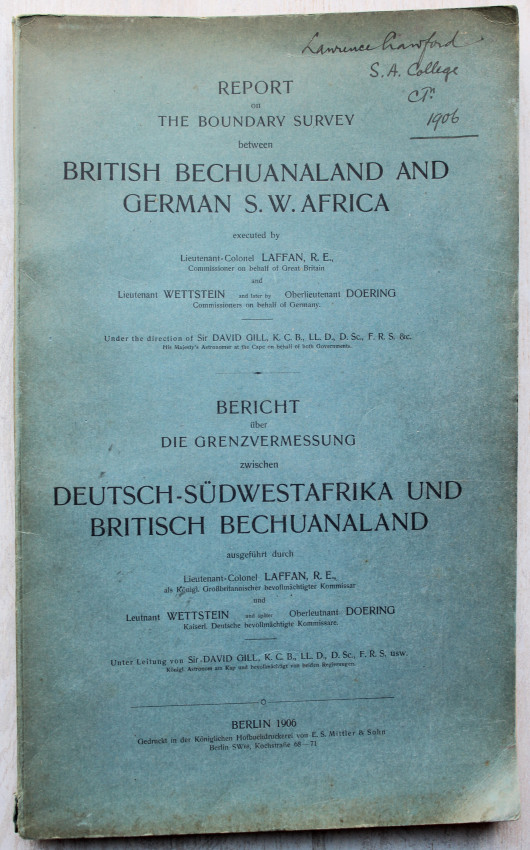 Lawrence Crawford
S. A. College
CTn
1906
REPORT
on
THE BOUNDARY SURVEY
between
BRITISH BECHUANALAND AND
GERMAN S. W. AFRICA
executed by
Lieutenant-Colonel LAFFAN, R. E.,
Commissioner on behalf of Great Britain
and
Lieutenant WETTSTEIN and later by Oberlieutenant DOERING
Commissioners on behalf of Germany.
Under the direction of Sir DAVID GILL, K. C. B., LL. D., D. Sc., F. R. S. &c.
His Majesty's Astronomer at the Cape on behalf of both Governments.
BERICHT
über
DIE GRENZVERMESSUNG
zwischen
DEUTSCH-SÜDWESTAFRIKA UND
BRITISCH BECHUANALAND
ausgeführt durch
Lieutenant-Colonel LAFFAN, R. E.,
als Königl. Großbritannischer bevollmächtigter Kommissar
und
Leutnant WETTSTEIN und später Oberleutnant DOERING
Kaiserl. Deutsche bevollmächtigte Kommissare.
Unter Leitung von Sir DAVID GILL, K. C. B., LL. D., D. Sc., F. R. S. usw.
Königl. Astronom am Kap und bevollmächtigt von beiden Regierungen.
BERLIN 1906
Gedruckt in der Königlichen Hofbuchdruckerei von E. S. Mittler & Sohn
Berlin SW12, Kochstraße 68—71